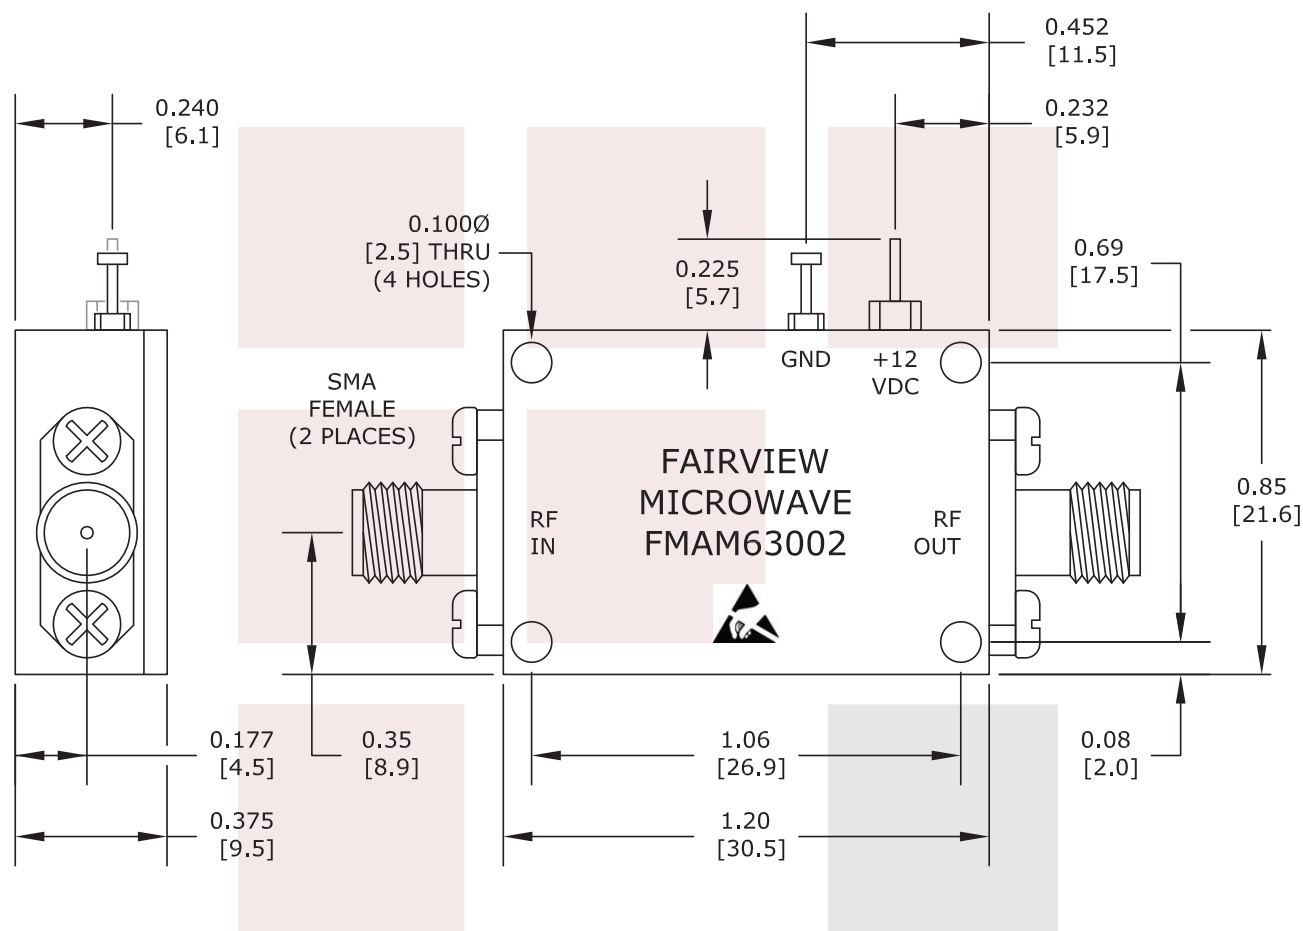 0.452
[11.5]
0.240
[6.1]
0.232
[5.9]
0.100Ø
[2.5] THRU
(4 HOLES)
0.225
[5.7]
0.69
[17.5]
GND
+12
VDC
SMA
FEMALE
(2 PLACES)
FAIRVIEW
MICROWAVE
FMAM63002
RF
IN
RF
OUT
0.85
[21.6]
0.177
[4.5]
0.35
[8.9]
1.06
[26.9]
0.08
[2.0]
0.375
[9.5]
1.20
[30.5]